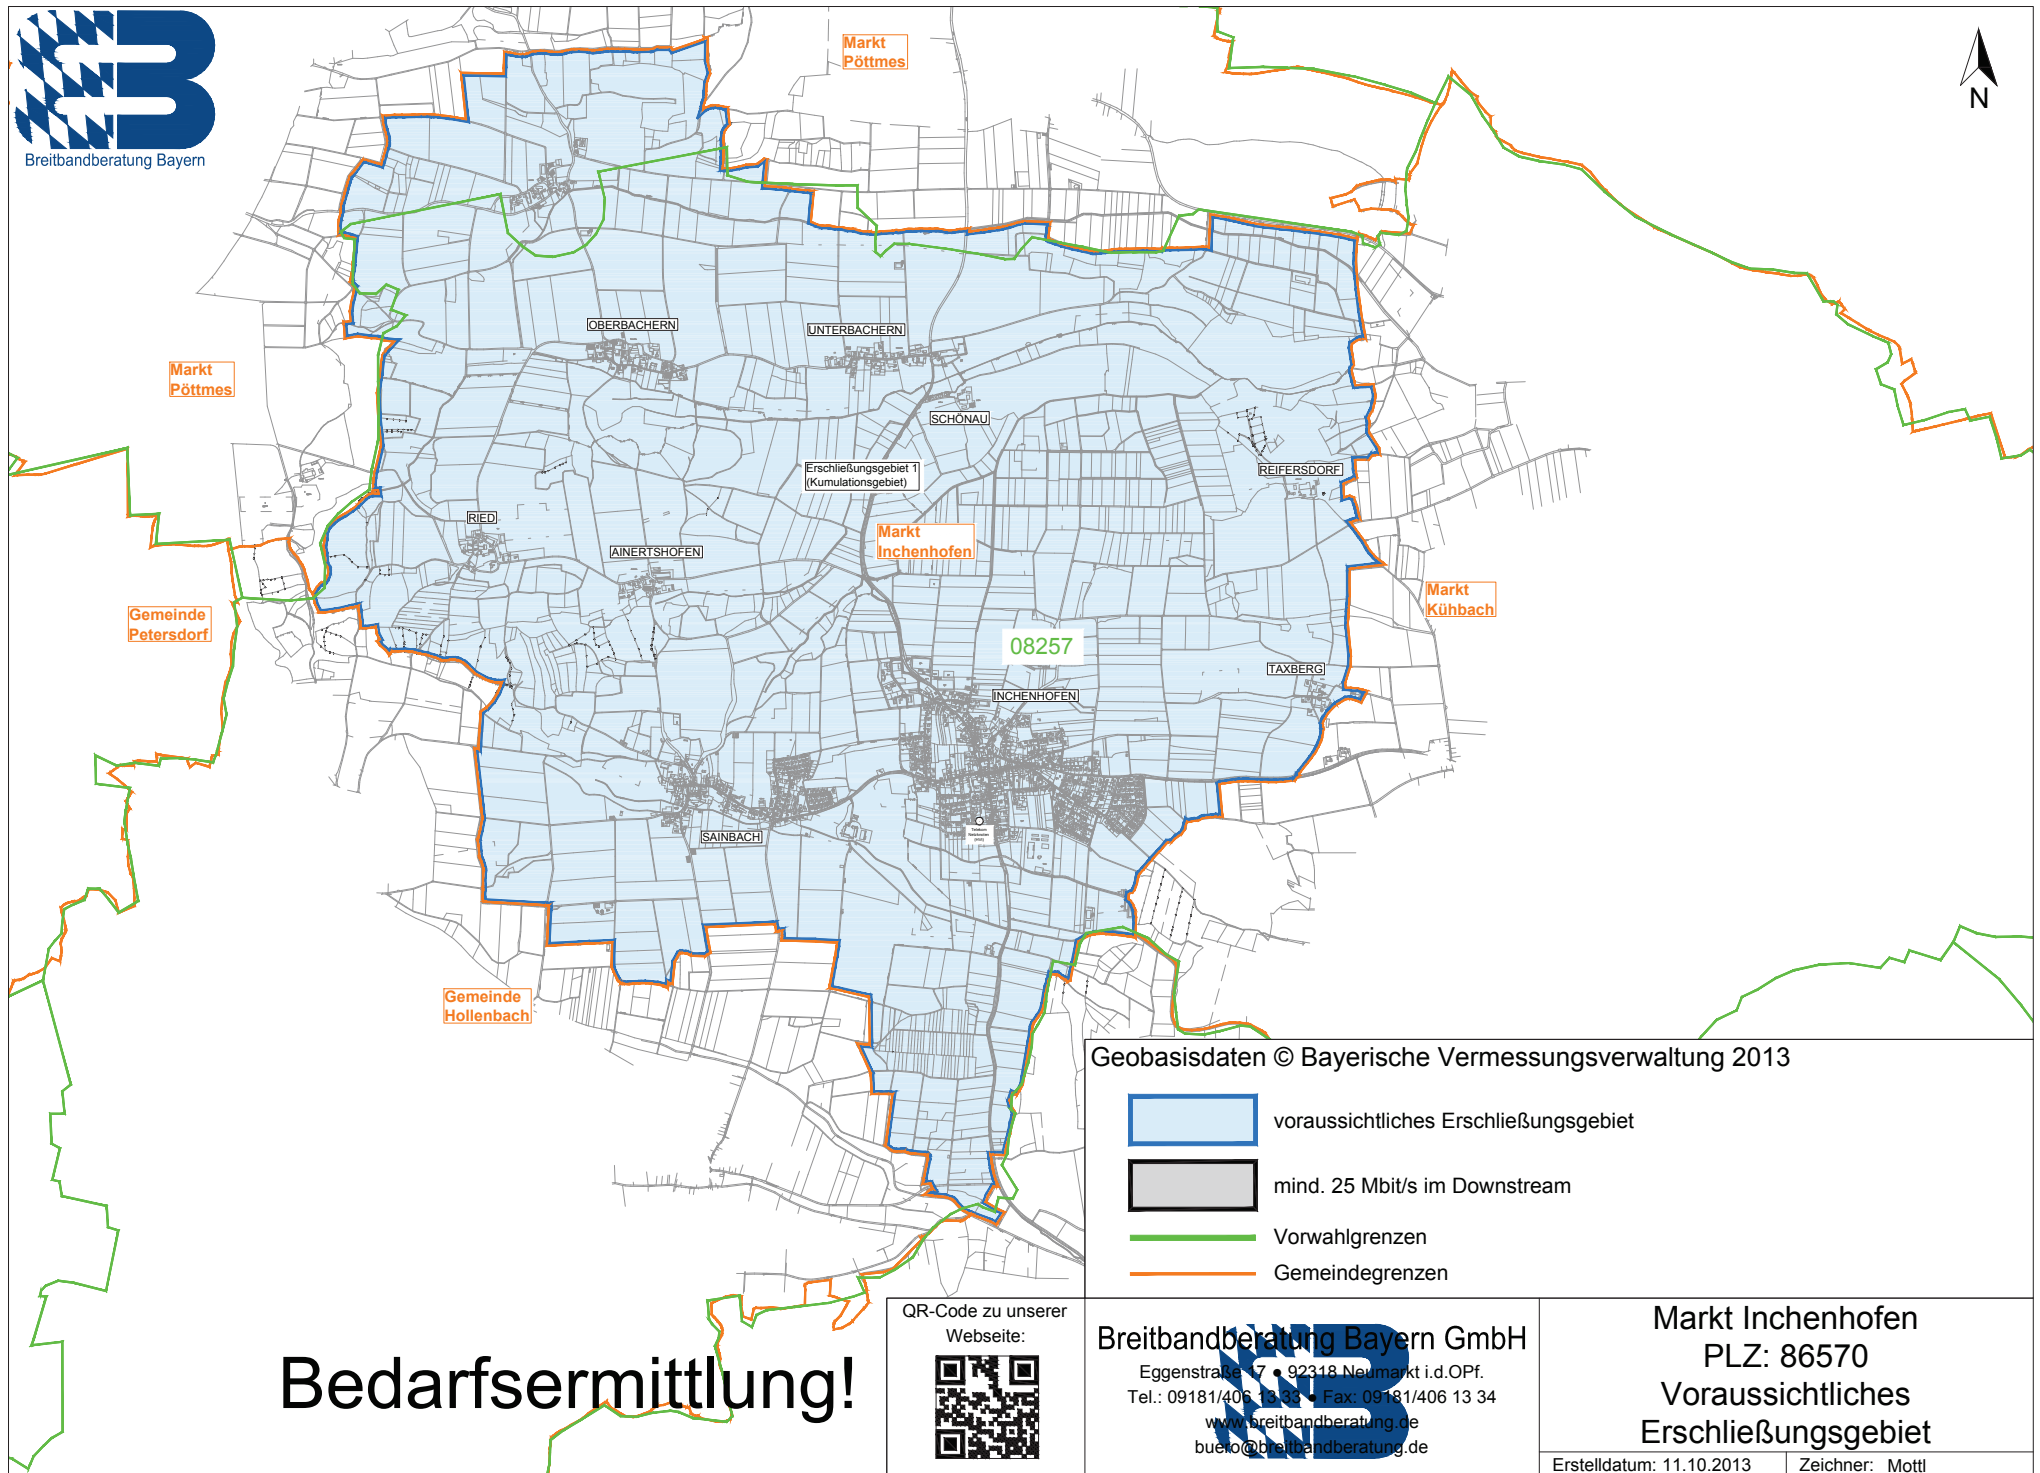 Breitbandberatung Bayern
Markt
Pöttmes
N
OBERBACHERN
UNTERBACHERN
Markt
Pöttmes
SCHÖNAU
Erschließungsgebiet 1
(Kumulationsgebiet)
REIFERSDORF
RIED
Markt
Inchenhofen
AINERTSHOFEN
Markt
Kühbach
Gemeinde
Petersdorf
08257
TAXBERG
INCHENHOFEN
SAINBACH
Gemeinde
Hollenbach
Geobasisdaten © Bayerische Vermessungsverwaltung 2013
voraussichtliches Erschließungsgebiet
mind. 25 Mbit/s im Downstream
Vorwahlgrenzen
Gemeindegrenzen
Bedarfsermittlung!
QR-Code zu unserer
Webseite:
Breitbandberatung Bayern GmbH
Eggenstraße 17 ● 92318 Neumarkt i.d.OPf.
Tel.: 09181/406 13 33 ● Fax: 09181/406 13 34
www.breitbandberatung.de
buero@breitbandberatung.de
Markt Inchenhofen
PLZ: 86570
Voraussichtliches
Erschließungsgebiet
Erstelldatum: 11.10.2013
Zeichner: Mottl